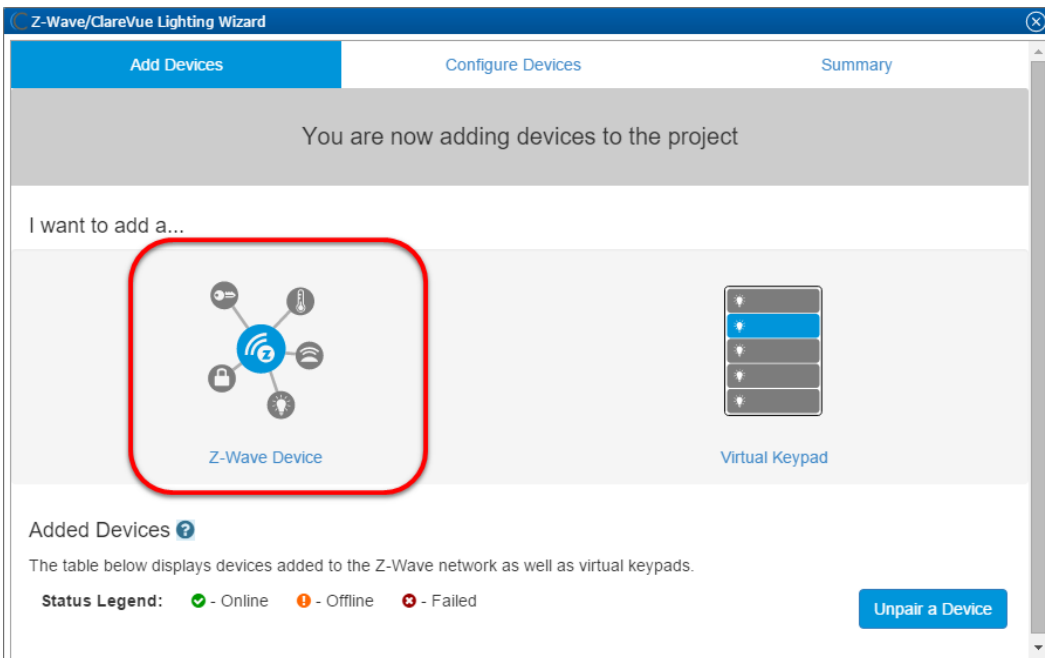 Z-Wave/ClareVue Lighting Wizard
Add Devices
Configure Devices
Summary
You are now adding devices to the project
I want to add a...
Z
Z-Wave Device
Virtual Keypad
Added Devices ?
The table below displays devices added to the Z-Wave network as well as virtual keypads.
Status Legend: - Online ! - Offline - Failed
Unpair a Device